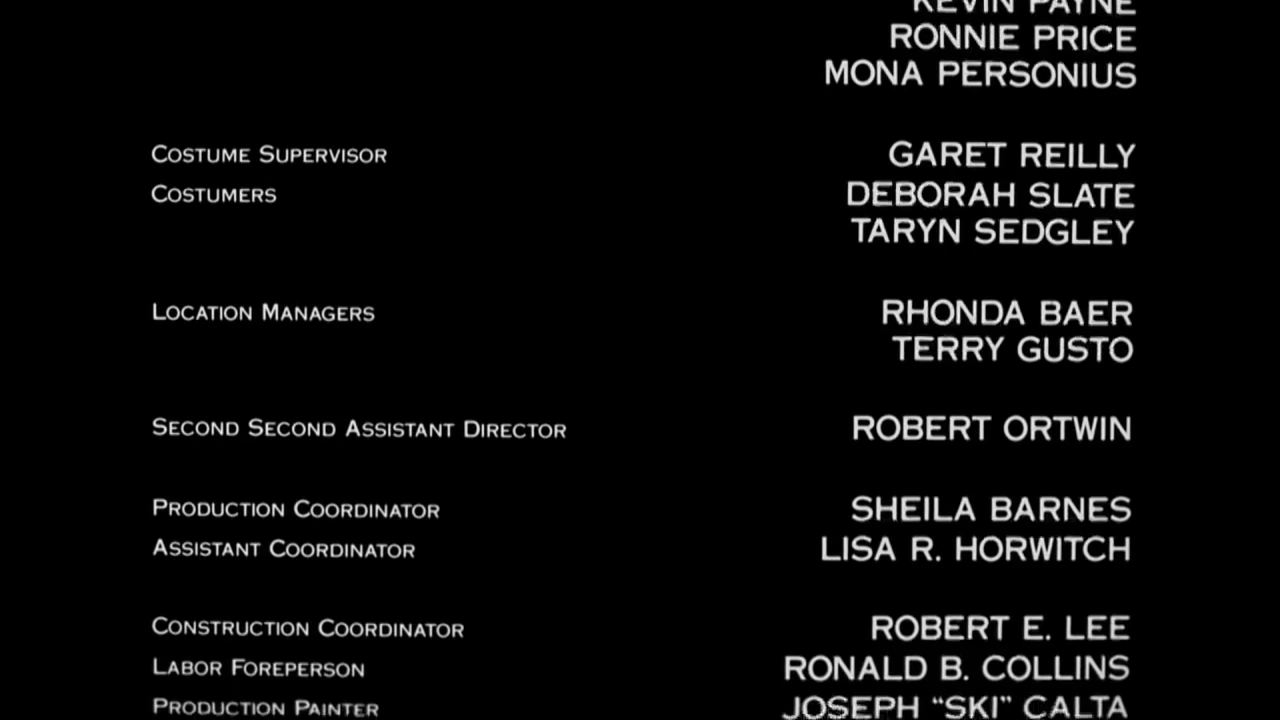 KEVIN PAYNE
RONNIE PRICE
MONA PERSONIUS
COSTUME SUPERVISOR GARET REILLY
COSTUMERS DEBORAH SLATE
TARYN SEDGLEY
LOCATION MANAGERS RHONDA BAER
TERRY GUSTO
SECOND SECOND ASSISTANT DIRECTOR ROBERT ORTWIN
PRODUCTION COORDINATOR SHEILA BARNES
ASSISTANT COORDINATOR LISA R. HORWITCH
CONSTRUCTION COORDINATOR ROBERT E. LEE
LABOR FOREPERSON RONALD B. COLLINS
PRODUCTION PAINTER JOSEPH “SKI” CALTA